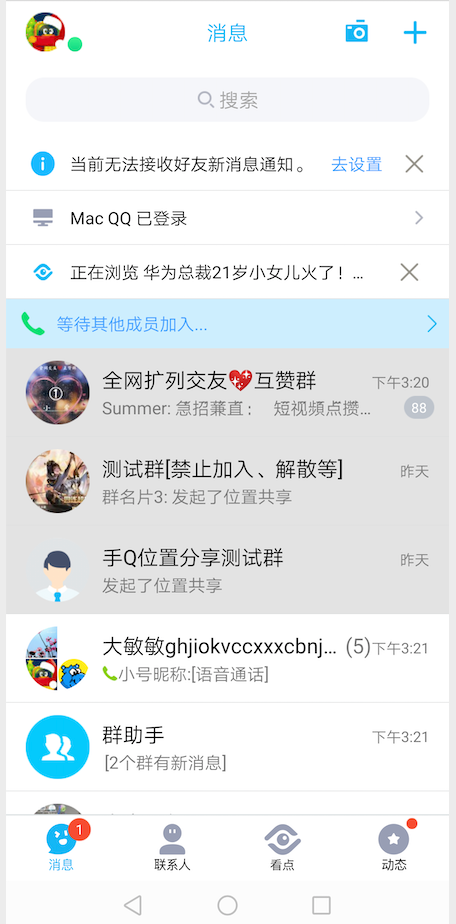 消息
搜索
当前无法接收好友新消息通知。 去设置
Mac QQ 已登录
正在浏览 华为总裁21岁小女儿火了！...
等待其他成员加入...
全网扩列交友💖互赞群 下午3:20
Summer: 急招蒹直： 短视頻点攒... 88
测试群[禁止加入、解散等] 昨天
群名片3: 发起了位置共享
手Q位置分享测试群 昨天
发起了位置共享
大敏敏ghjiokvccxxxcbnj... (5) 下午3:21
小号昵称:[语音通话]
群助手 下午3:21
[2个群有新消息]
1
消息 联系人 看点 动态